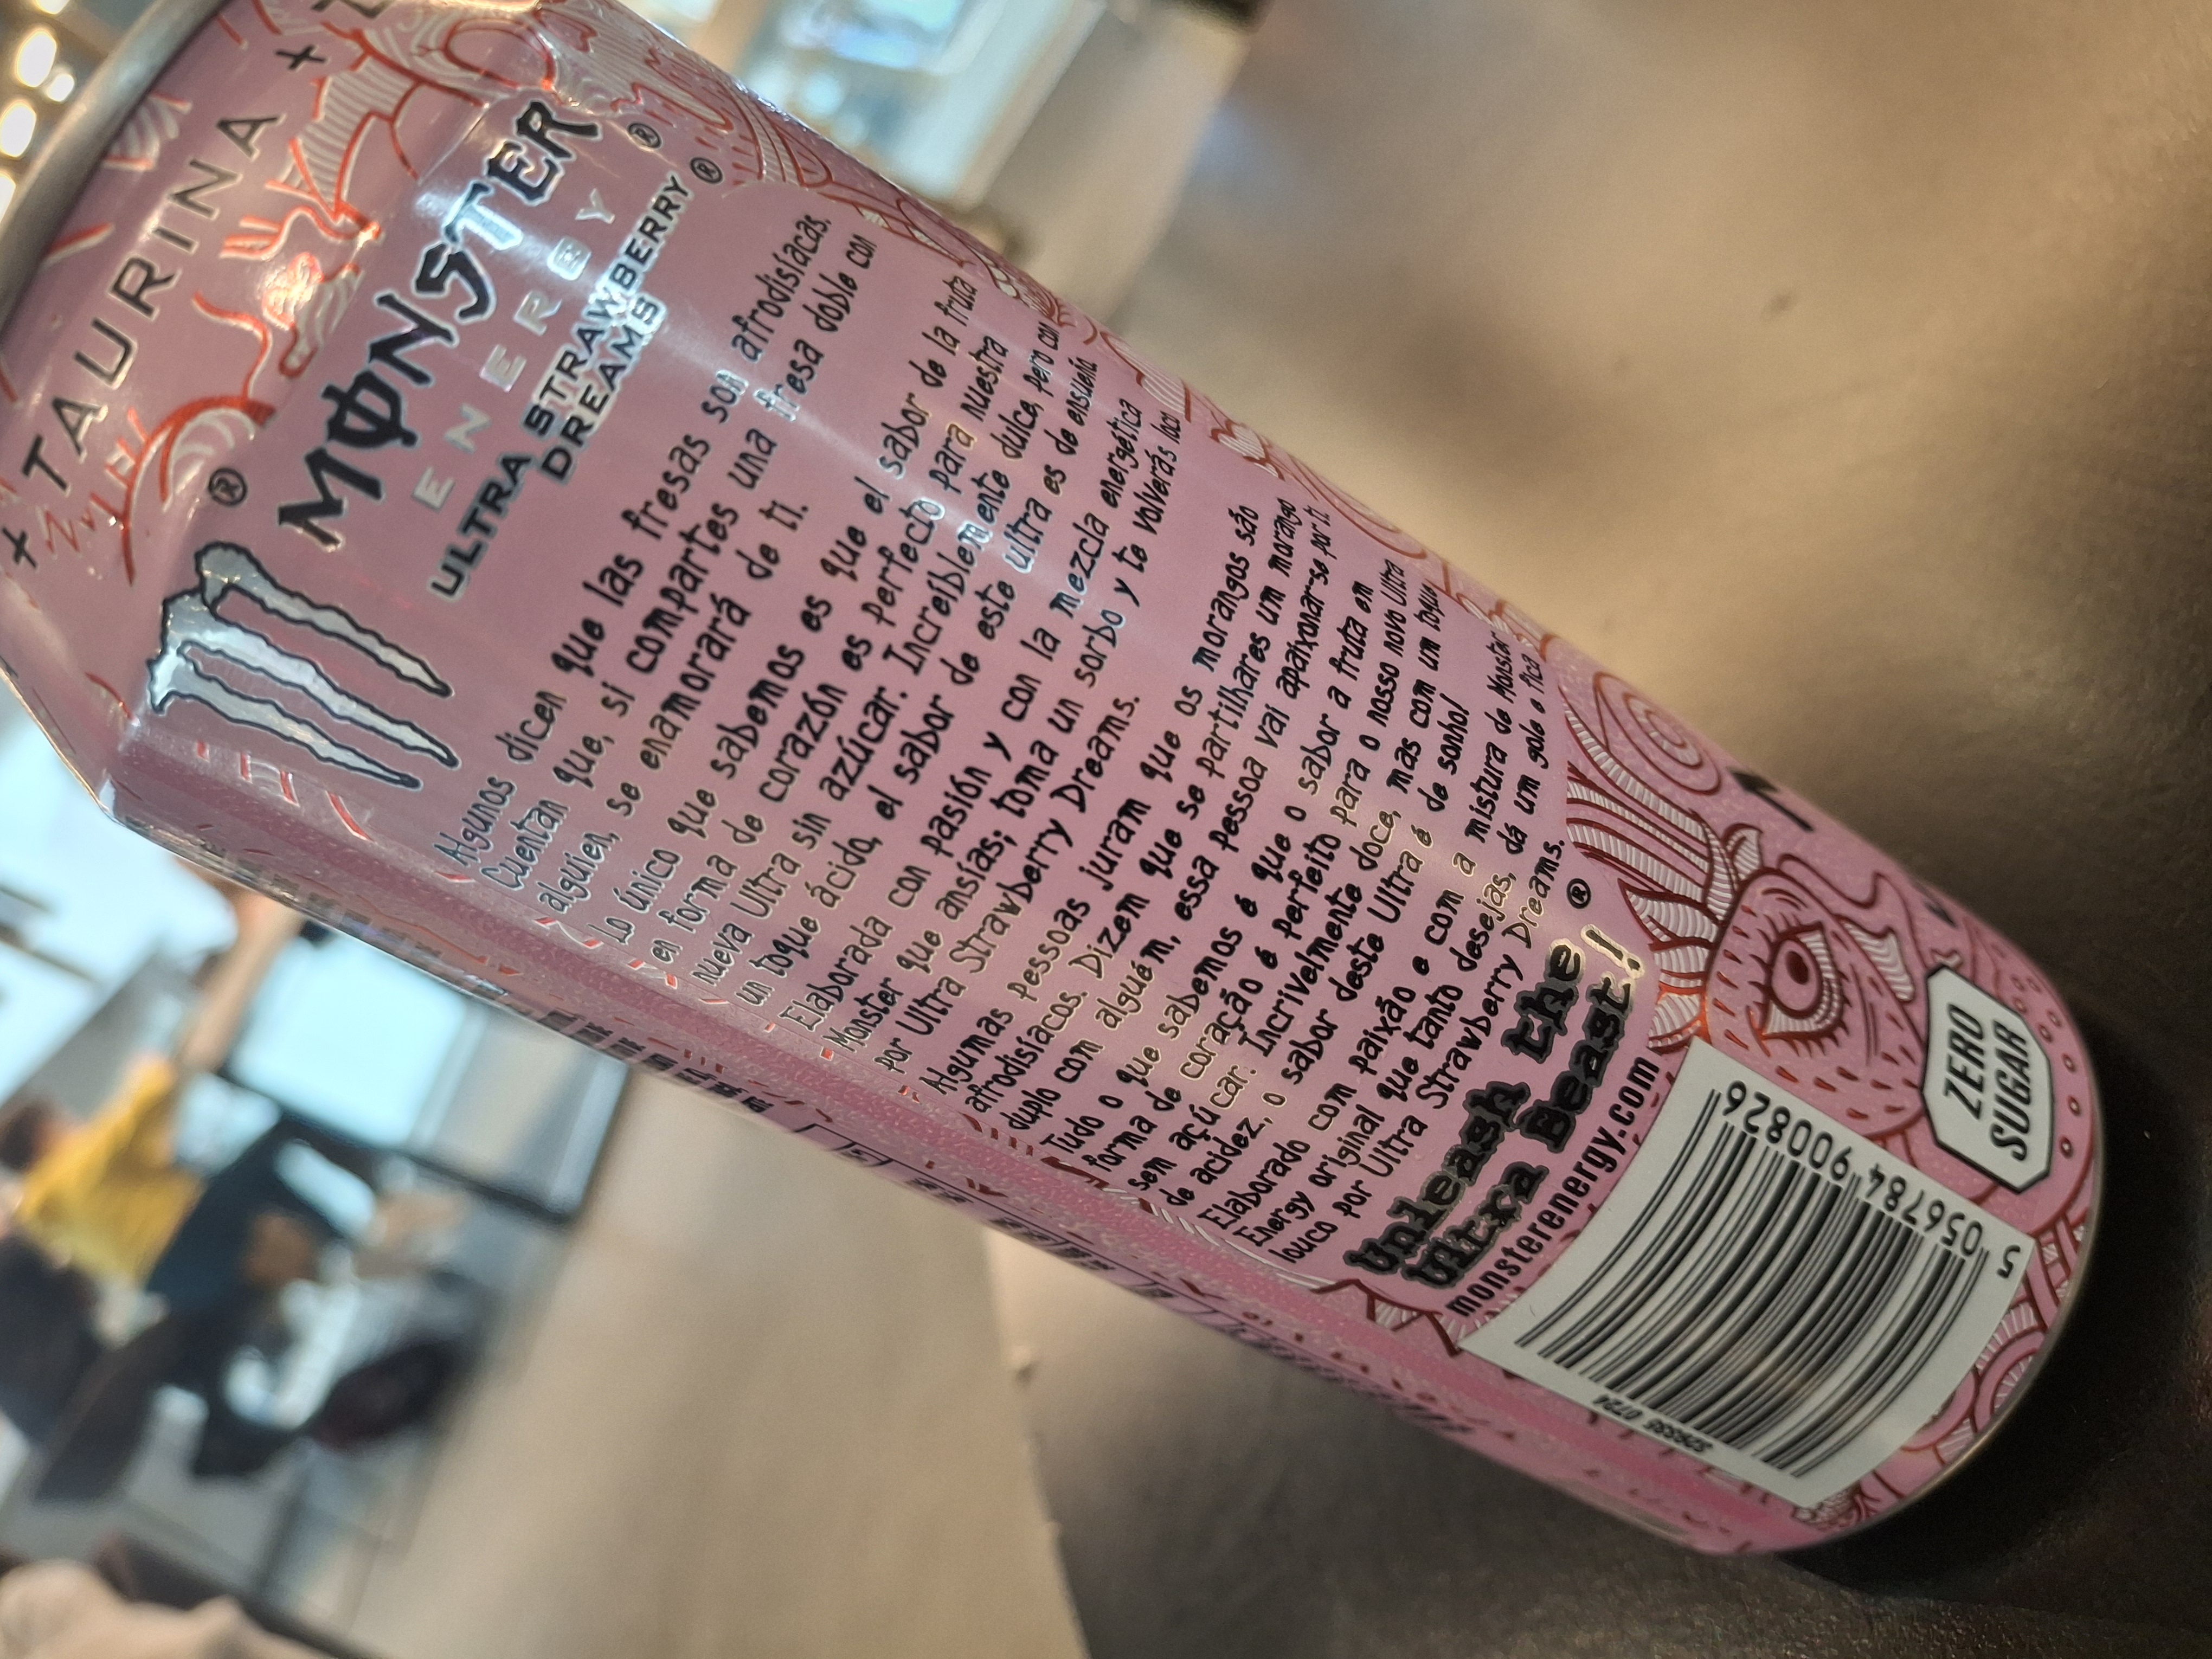 + TAURINA +
MONSTER
ENERGY®
ULTRA STRAWBERRY®
DREAMS
Algunos dicen que las fresas son afrodisíacas.
Cuentan que, si compartes una fresa doble con
alguien, se enamorará de ti.
Lo único que sabemos es que el sabor de la fruta
en forma de corazón es perfecto para nuestra
nueva Ultra sin azúcar. Increíblemente dulce, pero con
un toque ácido, el sabor de este ultra es de ensueño.
Elaborada con pasión y con la mezcla energética
Monster que ansías; toma un sorbo y te volverás loco
por Ultra Strawberry Dreams.
Algumas pessoas juram que os morangos são
afrodisíacos. Dizem que se partilhares um morango
duplo com alguém, essa pessoa vai apaixonar-se por ti.
Tudo o que sabemos é que o sabor a fruta em
forma de coração é perfeito para o nosso novo Ultra
sem açúcar. Incrivelmente doce, mas com um toque
de acidez, o sabor deste Ultra é de sonho!
Elaborado com paixão e com a mistura de Monster
Energy original que tanto desejas, dá um gole e fica
louco por Ultra Strawberry Dreams.
Unleash the
Ultra Beast!®
monsterenergy.com
5 056784 900826
ZERO
SUGAR